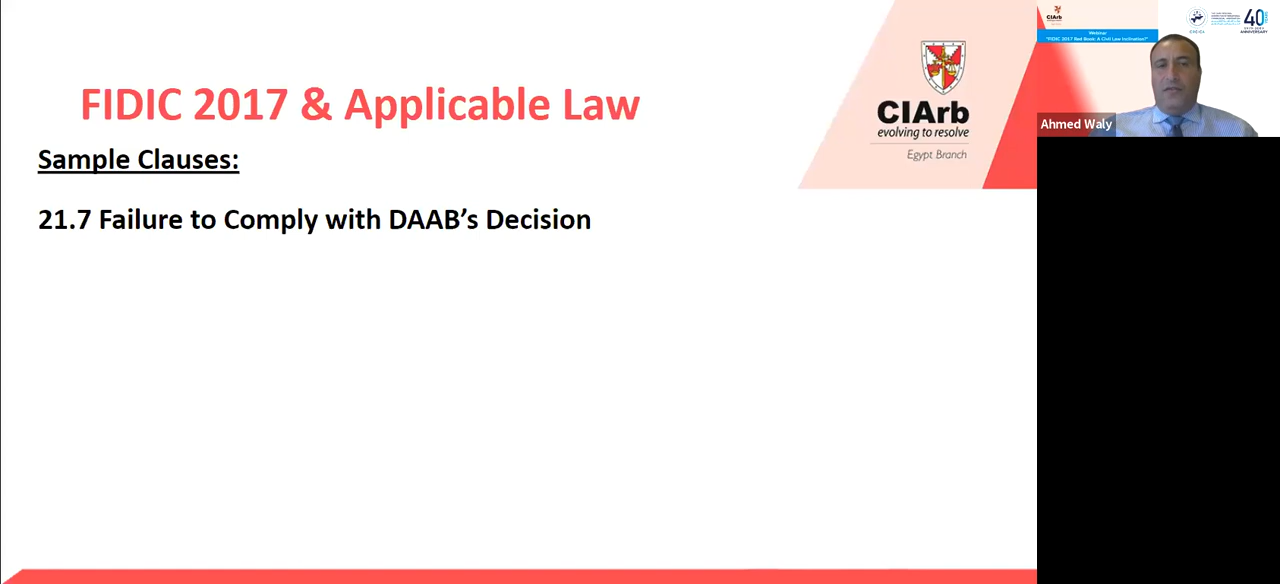 FIDIC 2017 & Applicable Law
Sample Clauses:
21.7 Failure to Comply with DAAB’s Decision
CIArb
evolving to resolve
Egypt Branch
CIArb
Webinar
"FIDIC 2017 Red Book: A Civil Law Inclination?"
40
YEARS
ANNIVERSARY
Ahmed Waly